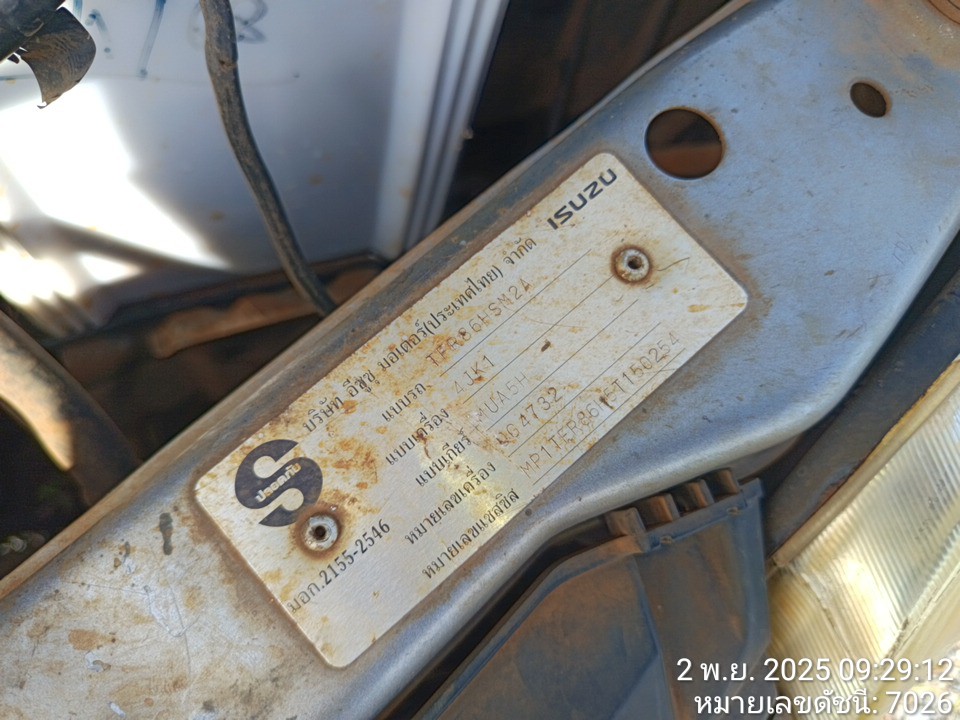 ISUZU
บริษัท อีซูซุ มอเตอร์(ประเทศไทย) จำกัด
แบบรถ TFR86HSM2A
แบบเครื่อง 4JK1
แบบเกียร์ MUA5H
หมายเลขเครื่อง NG4732
หมายเลขแชสซิส
ปลอดภัย
มอก.2155-2546
2 พ.ย. 2025 09:29:12
หมายเลขดัชนี: 7026